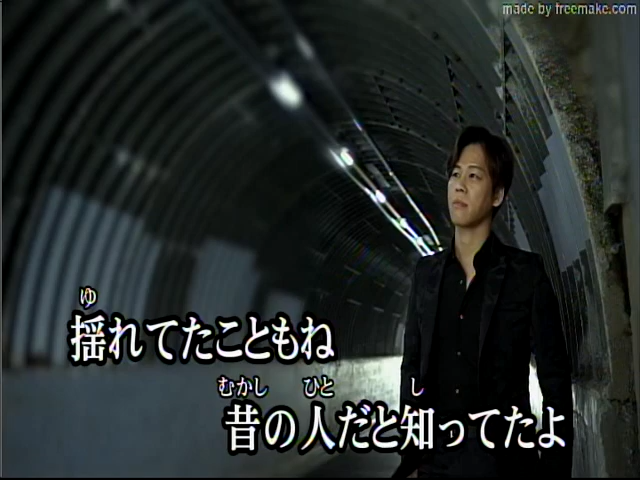 made by freemake.com
ゆ
揺れてたこともね
むかし ひと し
昔の人だと知ってたよ